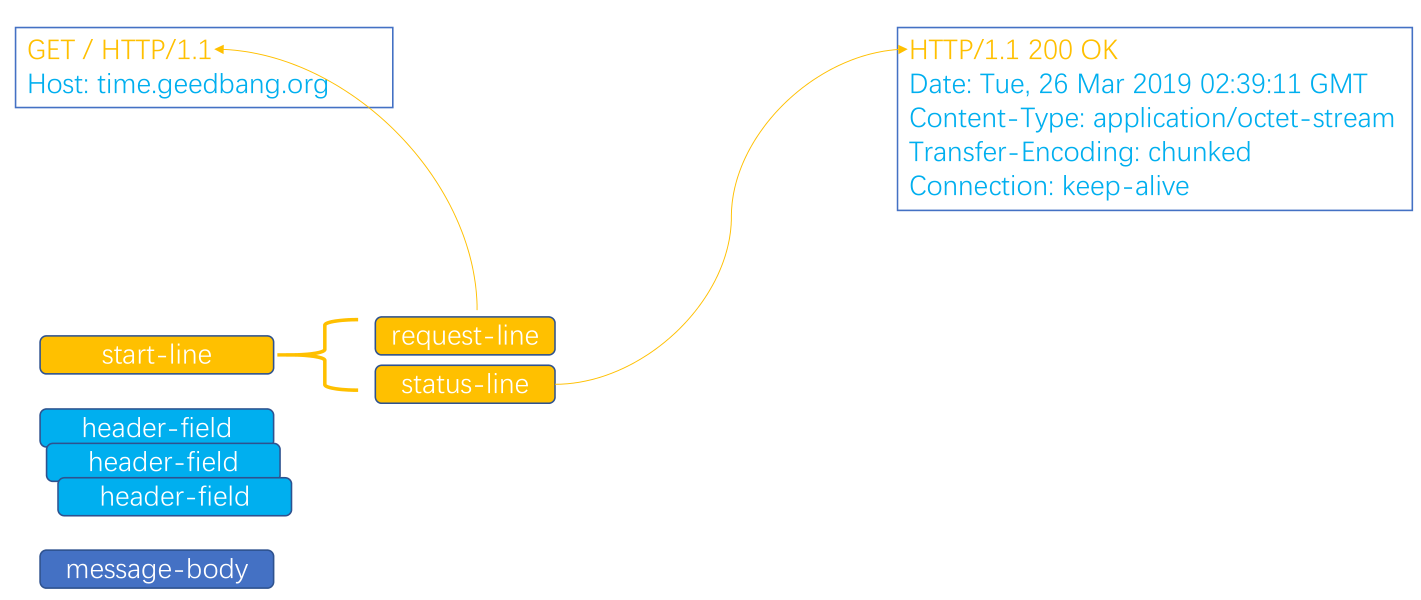 GET / HTTP/1.1
Host: time.geedbang.org
HTTP/1.1 200 OK
Date: Tue, 26 Mar 2019 02:39:11 GMT
Content-Type: application/octet-stream
Transfer-Encoding: chunked
Connection: keep-alive
start-line
request-line
status-line
header-field
header-field
header-field
message-body